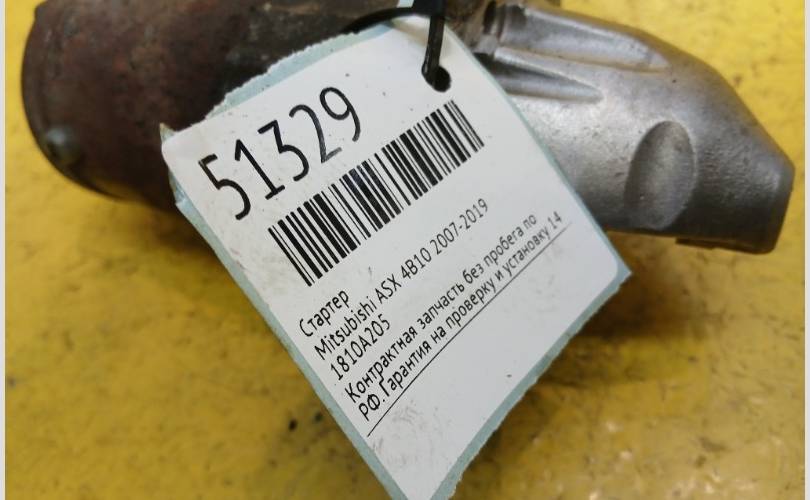 51329
Стартер
Mitsubishi ASX 4B10 2007-2019
1810A205
Контрактная запчасть без пробега по
РФ.Гарантия на проверку и установку 14